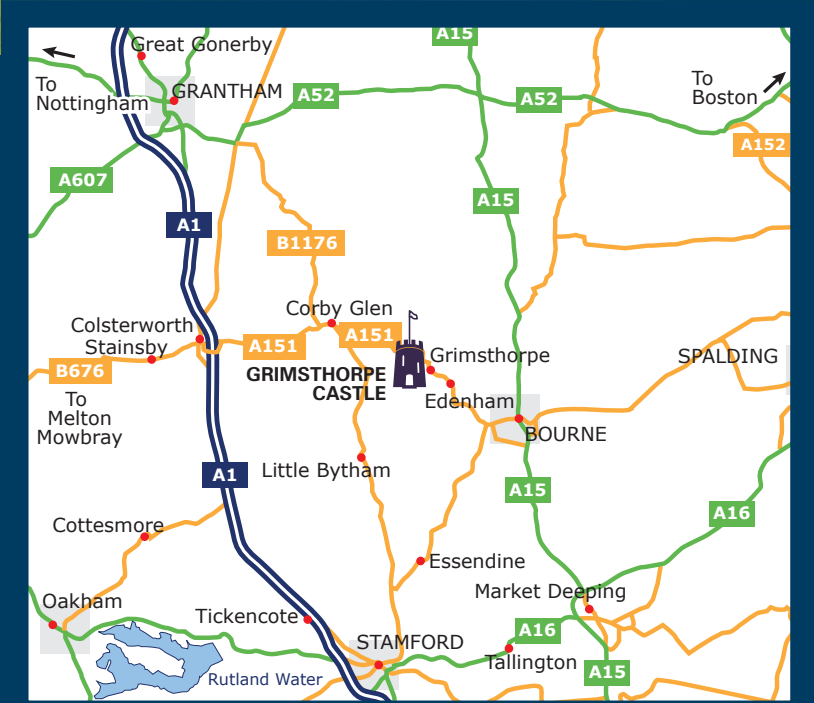 A15
Great Gonerby
To
Nottingham
GRANTHAM
A52
A52
To
Boston
A152
A607
A15
A1
B1176
Corby Glen
Colsterworth
A151
A151
Stainsby
Grimsthorpe
SPALDING
B676
GRIMSTHORPE
CASTLE
To
Melton
Mowbray
Edenham
BOURNE
Little Bytham
A1
A15
A16
Cottesmore
Essendine
Market Deeping
Oakham
Tickencote
A16
STAMFORD
Tallington
A15
Rutland Water